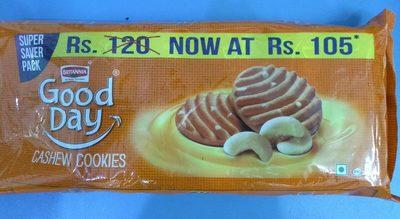 SUPER
SAVER
PACK
Rs. 120 NOW AT Rs. 105*
BRITANNIA
Good
Day
CASHEW COOKIES